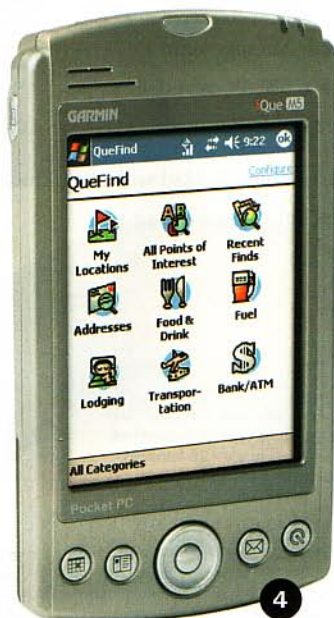 GARMIN
iQue M5
QueFind
9:22
ok
QueFind
Configure
My
Locations
All Points of
Interest
Recent
Finds
Addresses
Food &
Drink
Fuel
Lodging
Transpor-
tation
Bank/ATM
All Categories
Pocket PC
4